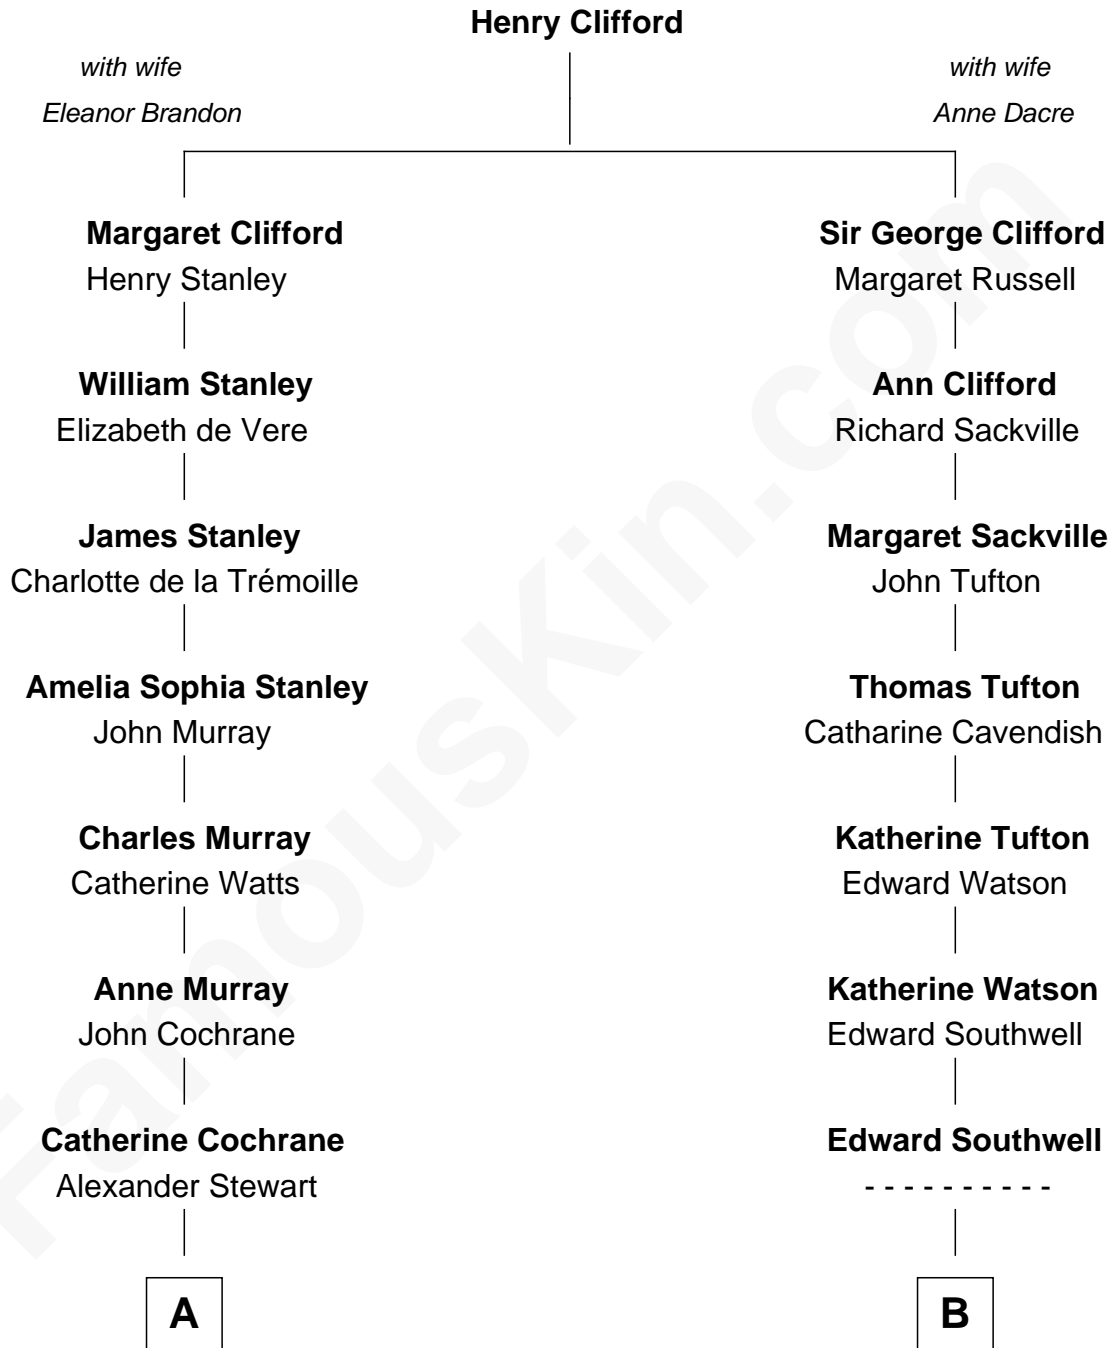 Henry Clifford
with wife
Eleanor Brandon
with wife
Anne Dacre
Margaret Clifford
Henry Stanley
Sir George Clifford
Margaret Russell
William Stanley
Elizabeth de Vere
Ann Clifford
Richard Sackville
James Stanley
Charlotte de la Trémoille
Margaret Sackville
John Tufton
Amelia Sophia Stanley
John Murray
Thomas Tufton
Catharine Cavendish
Charles Murray
Catherine Watts
Katherine Tufton
Edward Watson
Anne Murray
John Cochrane
Katherine Watson
Edward Southwell
Catherine Cochrane
Alexander Stewart
Edward Southwell
- - - - - - - - - -
A
B
FamousKin.com